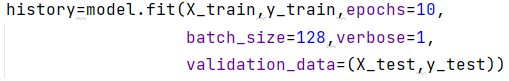 history=model.fit(X_train,y_train,epochs=10,
batch_size=128,verbose=1,
validation_data=(X_test,y_test))